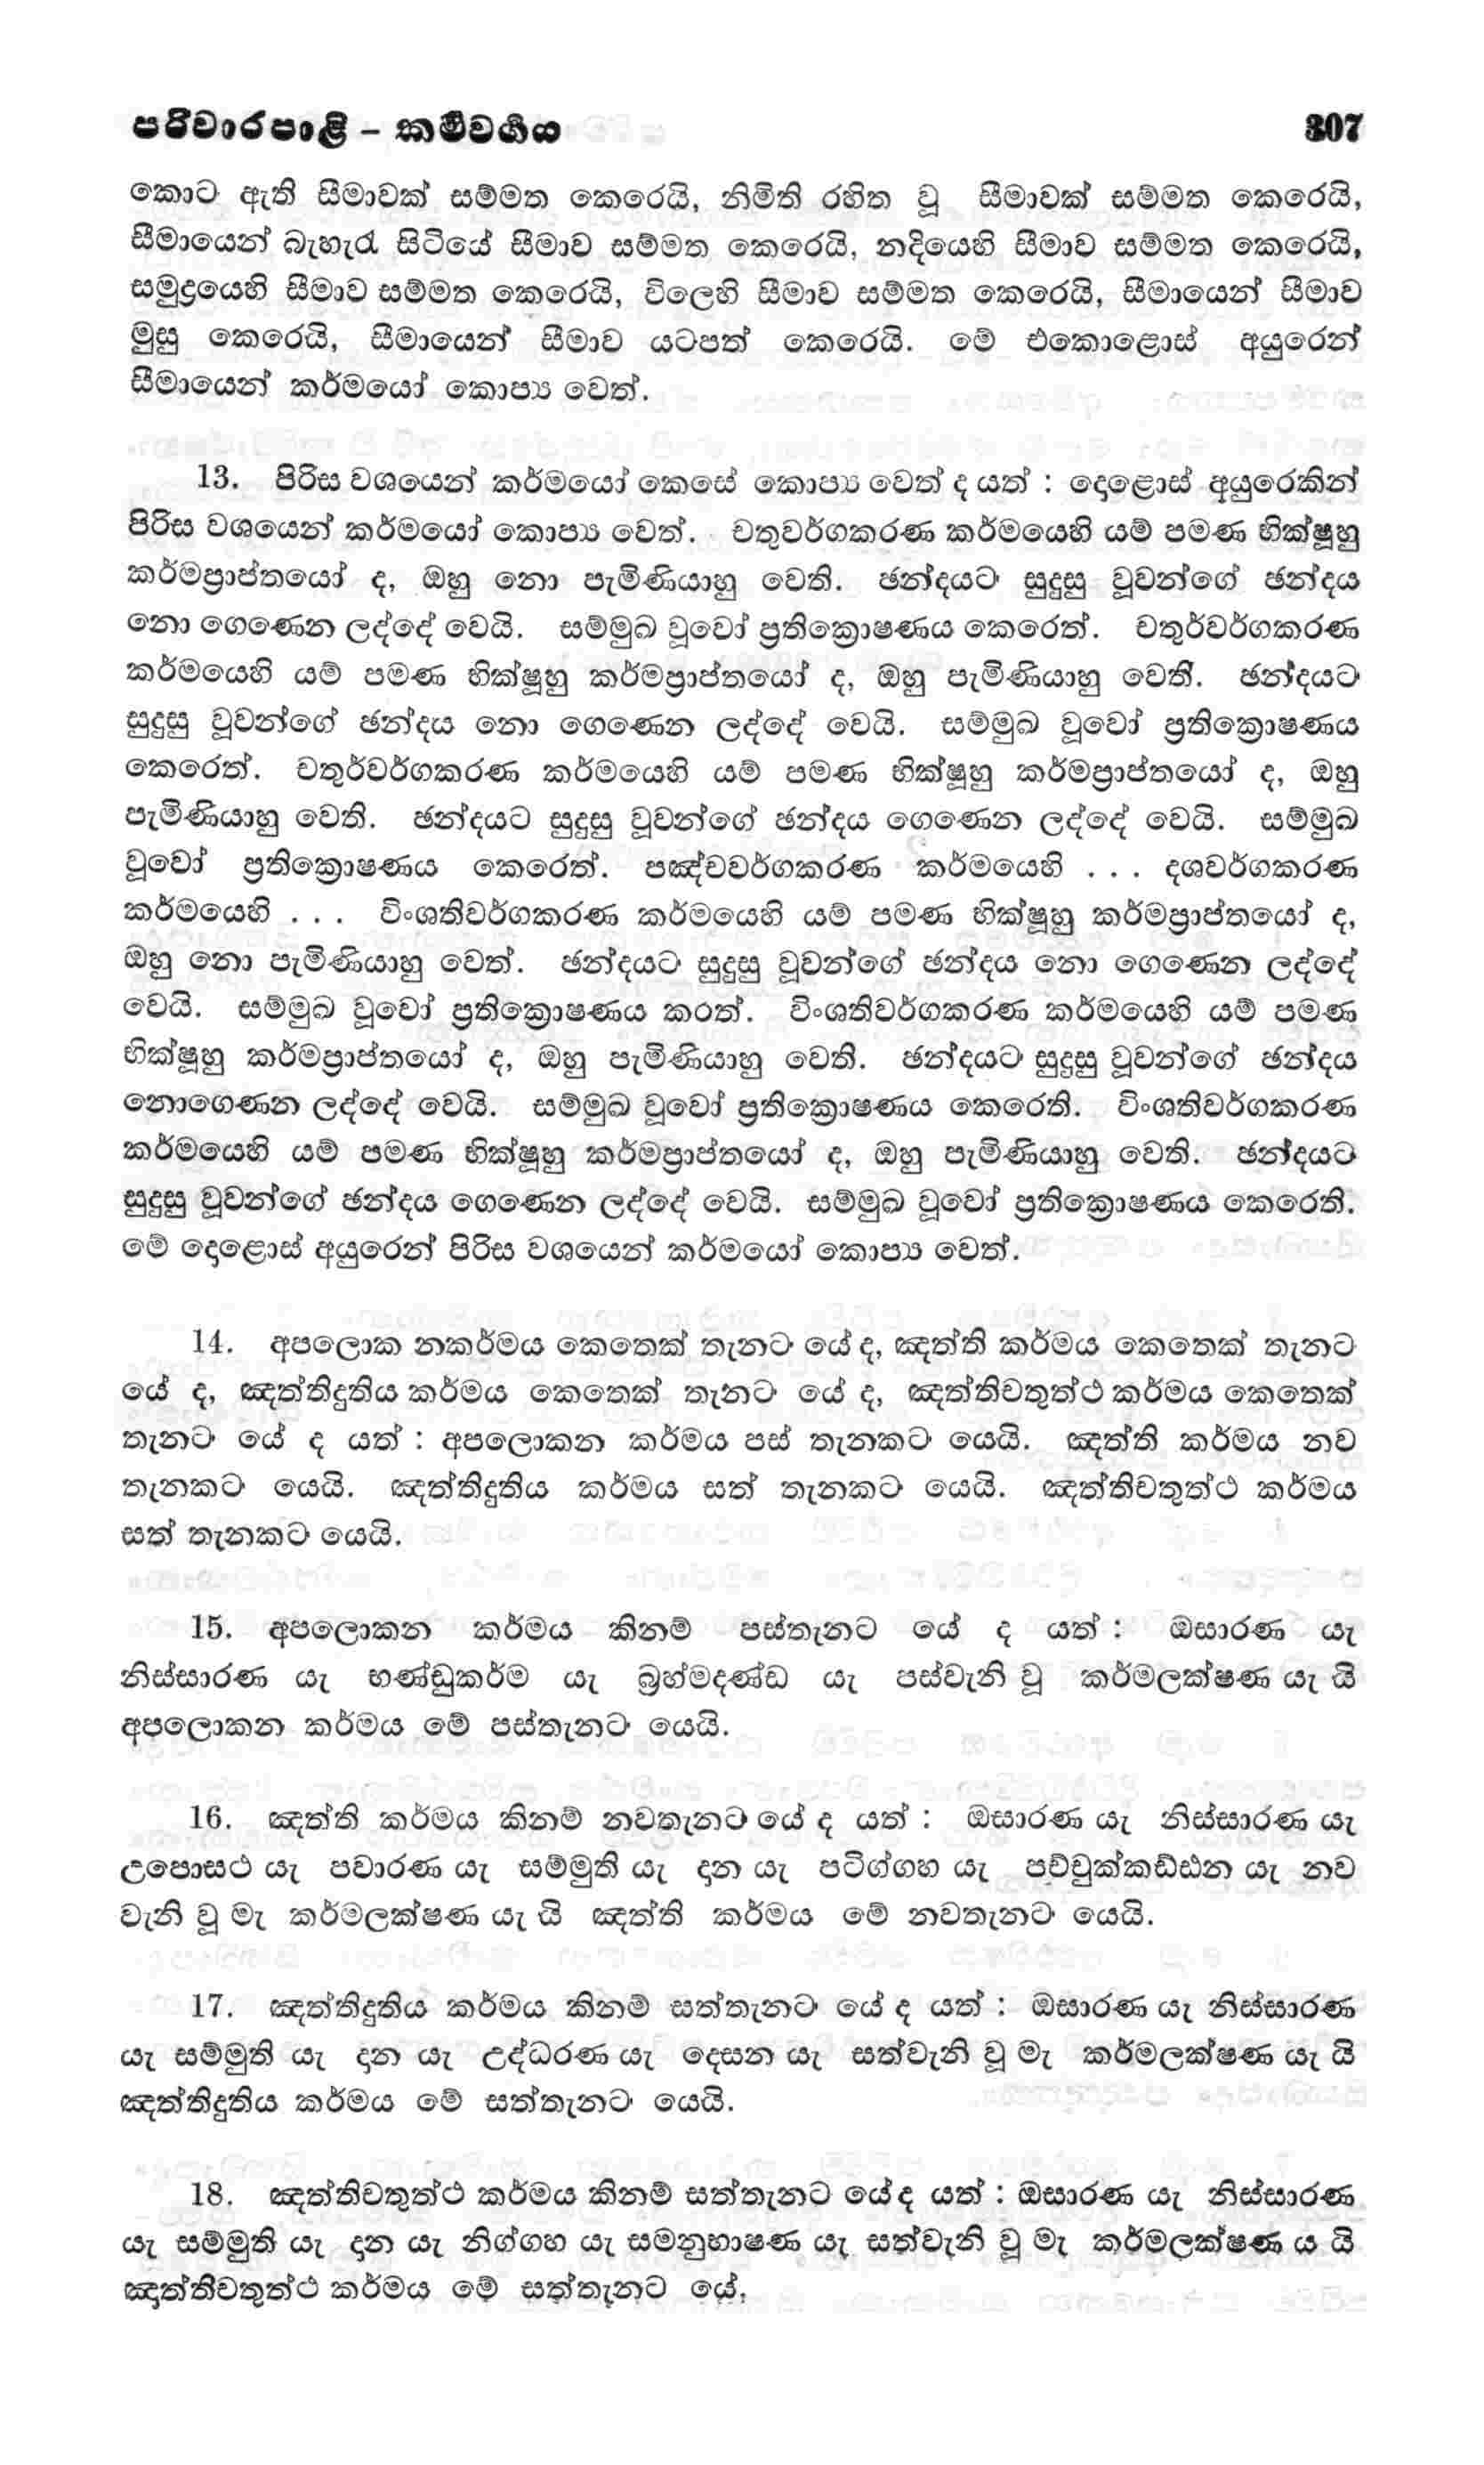 පරිවාරපාළි – කර්‍මවර්‍ගය 307
කොට ඇති සීමාවක් සම්මත කෙරෙයි, නිමිති රහිත වූ සීමාවක් සම්මත කෙරෙයි,
සීමායෙන් බැහැරැ සිටියේ සීමාව සම්මත කෙරෙයි, නදියෙහි සීමාව සම්මත කෙරෙයි,
සමුද්‍රයෙහි සීමාව සම්මත කෙරෙයි, විලෙහි සීමාව සම්මත කෙරෙයි, සීමායෙන් සීමාව
මුසු කෙරෙයි, සීමායෙන් සීමාව යටපත් කෙරෙයි. මේ එකොළොස් අයුරෙන්
සීමායෙන් කර්මයෝ කොප්‍ය වෙත්.
13. පිරිස වශයෙන් කර්මයෝ කෙසේ කොප්‍ය වෙත් ද යත් : දොළොස් අයුරෙකින්
පිරිස වශයෙන් කර්මයෝ කොප්‍ය වෙත්. චතුවර්ගකරණ කර්මයෙහි යම් පමණ භික්ෂූහු
කර්මප්‍රාප්තයෝ ද, ඔහු නො පැමිණියාහු වෙති. ඡන්දයට සුදුසු වූවන්ගේ ඡන්දය
නො ගෙණෙන ලද්දේ වෙයි. සම්මුඛ වූවෝ ප්‍රතික්‍රොෂණය කෙරෙත්. චතුර්වර්ගකරණ
කර්මයෙහි යම් පමණ භික්ෂූහු කර්මප්‍රාප්තයෝ ද, ඔහු පැමිණියාහු වෙති. ඡන්දයට
සුදුසු වූවන්ගේ ඡන්දය නො ගෙණෙන ලද්දේ වෙයි. සම්මුඛ වූවෝ ප්‍රතික්‍රොෂණය
කෙරෙත්. චතුර්වර්ගකරණ කර්මයෙහි යම් පමණ භික්ෂූහු කර්මප්‍රාප්තයෝ ද, ඔහු
පැමිණියාහු වෙති. ඡන්දයට සුදුසු වූවන්ගේ ඡන්දය ගෙණෙන ලද්දේ වෙයි. සම්මුඛ
වූවෝ ප්‍රතික්‍රොෂණය කෙරෙත්. පඤ්චවර්ගකරණ කර්මයෙහි . . . දශවර්ගකරණ
කර්මයෙහි . . . විංශතිවර්ගකරණ කර්මයෙහි යම් පමණ භික්ෂූහු කර්මප්‍රාප්තයෝ ද,
ඔහු නො පැමිණියාහු වෙත්. ඡන්දයට සුදුසු වූවන්ගේ ඡන්දය නො ගෙණෙන ලද්දේ
වෙයි. සම්මුඛ වූවෝ ප්‍රතික්‍රොෂණය කරත්. විංශතිවර්ගකරණ කර්මයෙහි යම් පමණ
භික්ෂූහු කර්මප්‍රාප්තයෝ ද, ඔහු පැමිණියාහු වෙති. ඡන්දයට සුදුසු වූවන්ගේ ඡන්දය
නොගෙණන ලද්දේ වෙයි. සම්මුඛ වූවෝ ප්‍රතික්‍රොෂණය කෙරෙති. විංශතිවර්ගකරණ
කර්මයෙහි යම් පමණ භික්ෂූහු කර්මප්‍රාප්තයෝ ද, ඔහු පැමිණියාහු වෙති. ඡන්දයට
සුදුසු වූවන්ගේ ඡන්දය ගෙණෙන ලද්දේ වෙයි. සම්මුඛ වූවෝ ප්‍රතික්‍රොෂණය කෙරෙති.
මේ දොළොස් අයුරෙන් පිරිස වශයෙන් කර්මයෝ කොප්‍ය වෙත්.
14. අපලොක නකර්මය කෙතෙක් තැනට යේ ද, ඤත්ති කර්මය කෙතෙක් තැනට
යේ ද, ඤත්තිදුතිය කර්මය කෙතෙක් තැනට යේ ද, ඤත්තිචතුත්ථ කර්මය කෙතෙක්
තැනට යේ ද යත් : අපලොකන කර්මය පස් තැනකට යෙයි. ඤත්ති කර්මය නව
තැනකට යෙයි. ඤත්තිදුතිය කර්මය සත් තැනකට යෙයි. ඤත්තිචතුත්ථ කර්මය
සත් තැනකට යෙයි.
15. අපලොකන කර්මය කිනම් පස්තැනට යේ ද යත් : ඔසාරණ යැ
නිස්සාරණ යැ භණ්ඩුකර්ම යැ බ්‍රහ්මදණ්ඩ යැ පස්වැනි වූ කර්මලක්ෂණ යැ යි
අපලොකන කර්මය මේ පස්තැනට යෙයි.
16. ඤත්ති කර්මය කිනම් නවතැනට යේ ද යත් : ඔසාරණ යැ නිස්සාරණ යැ
උපොසථ යැ පවාරණ යැ සම්මුති යැ දාන යැ පටිග්ගහ යැ පච්චුක්කඩ්ඪන යැ නව
වැනි වූ මැ කර්මලක්ෂණ යැ යි ඤත්ති කර්මය මේ නවතැනට යෙයි.
17. ඤත්තිදුතිය කර්මය කිනම් සත්තැනට යේ ද යත් : ඔසාරණ යැ නිස්සාරණ
යැ සම්මුති යැ දාන යැ උද්ධරණ යැ දෙසන යැ සත්වැනි වූ මැ කර්මලක්ෂණ යැ යි
ඤත්තිදුතිය කර්මය මේ සත්තැනට යෙයි.
18. ඤත්තිචතුත්ථ කර්මය කිනම් සත්තැනට යේ ද යත් : ඔසාරණ යැ නිස්සාරණ
යැ සම්මුති යැ දාන යැ නිග්ගහ යැ සමනුභාෂණ යැ සත්වැනි වූ මැ කර්මලක්ෂණ ය යි
ඤාත්තිචතුත්ථ කර්මය මේ සත්තැනට යේ.